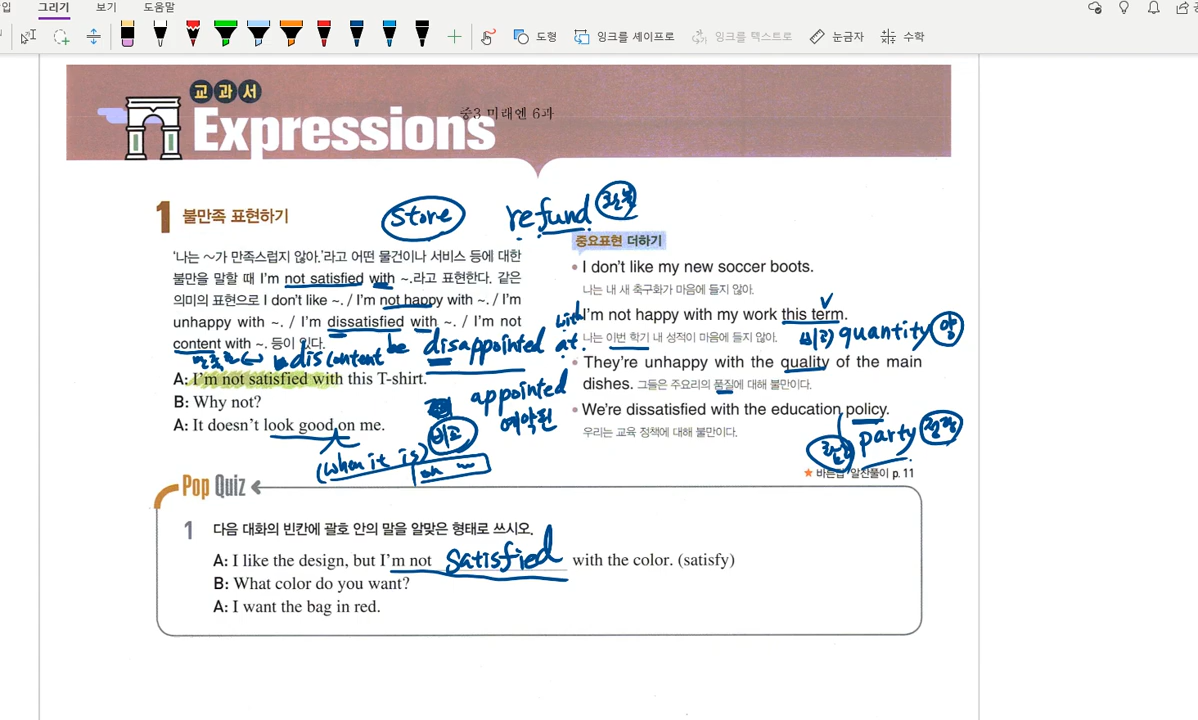 입 그리기 보기 도움말
도형 잉크를 셰이프로 잉크를 텍스트로 눈금자 수학
교과서
중3 미래엔 6과
Expressions
1 불만족 표현하기
store
refund 환불
'나는 ~가 만족스럽지 않아.'라고 어떤 물건이나 서비스 등에 대한
불만을 말할 때 I'm not satisfied with ~.라고 표현한다. 같은
의미의 표현으로 I don't like ~. / I'm not happy with ~. / I'm
unhappy with ~. / I'm dissatisfied with ~. / I'm not
content with ~. 등이 있다.
discontent
be disappointed at.
with
appointed
예약된
A: I'm not satisfied with this T-shirt.
B: Why not?
A: It doesn't look good on me.
(when it is)
비교
중요표현 더하기
• I don't like my new soccer boots.
나는 내 새 축구화가 마음에 들지 않아.
I'm not happy with my work this term.
나는 이번 학기 내 성적이 마음에 들지 않아.
비교) quantity 양
• They're unhappy with the quality of the main
dishes. 그들은 주요리의 품질에 대해 불만이다.
• We're dissatisfied with the education policy.
우리는 교육 정책에 대해 불만이다.
party 정당
★ 바른답·알찬풀이 p. 11
Pop Quiz
1 다음 대화의 빈칸에 괄호 안의 말을 알맞은 형태로 쓰시오.
A: I like the design, but I'm not satisfied with the color. (satisfy)
B: What color do you want?
A: I want the bag in red.